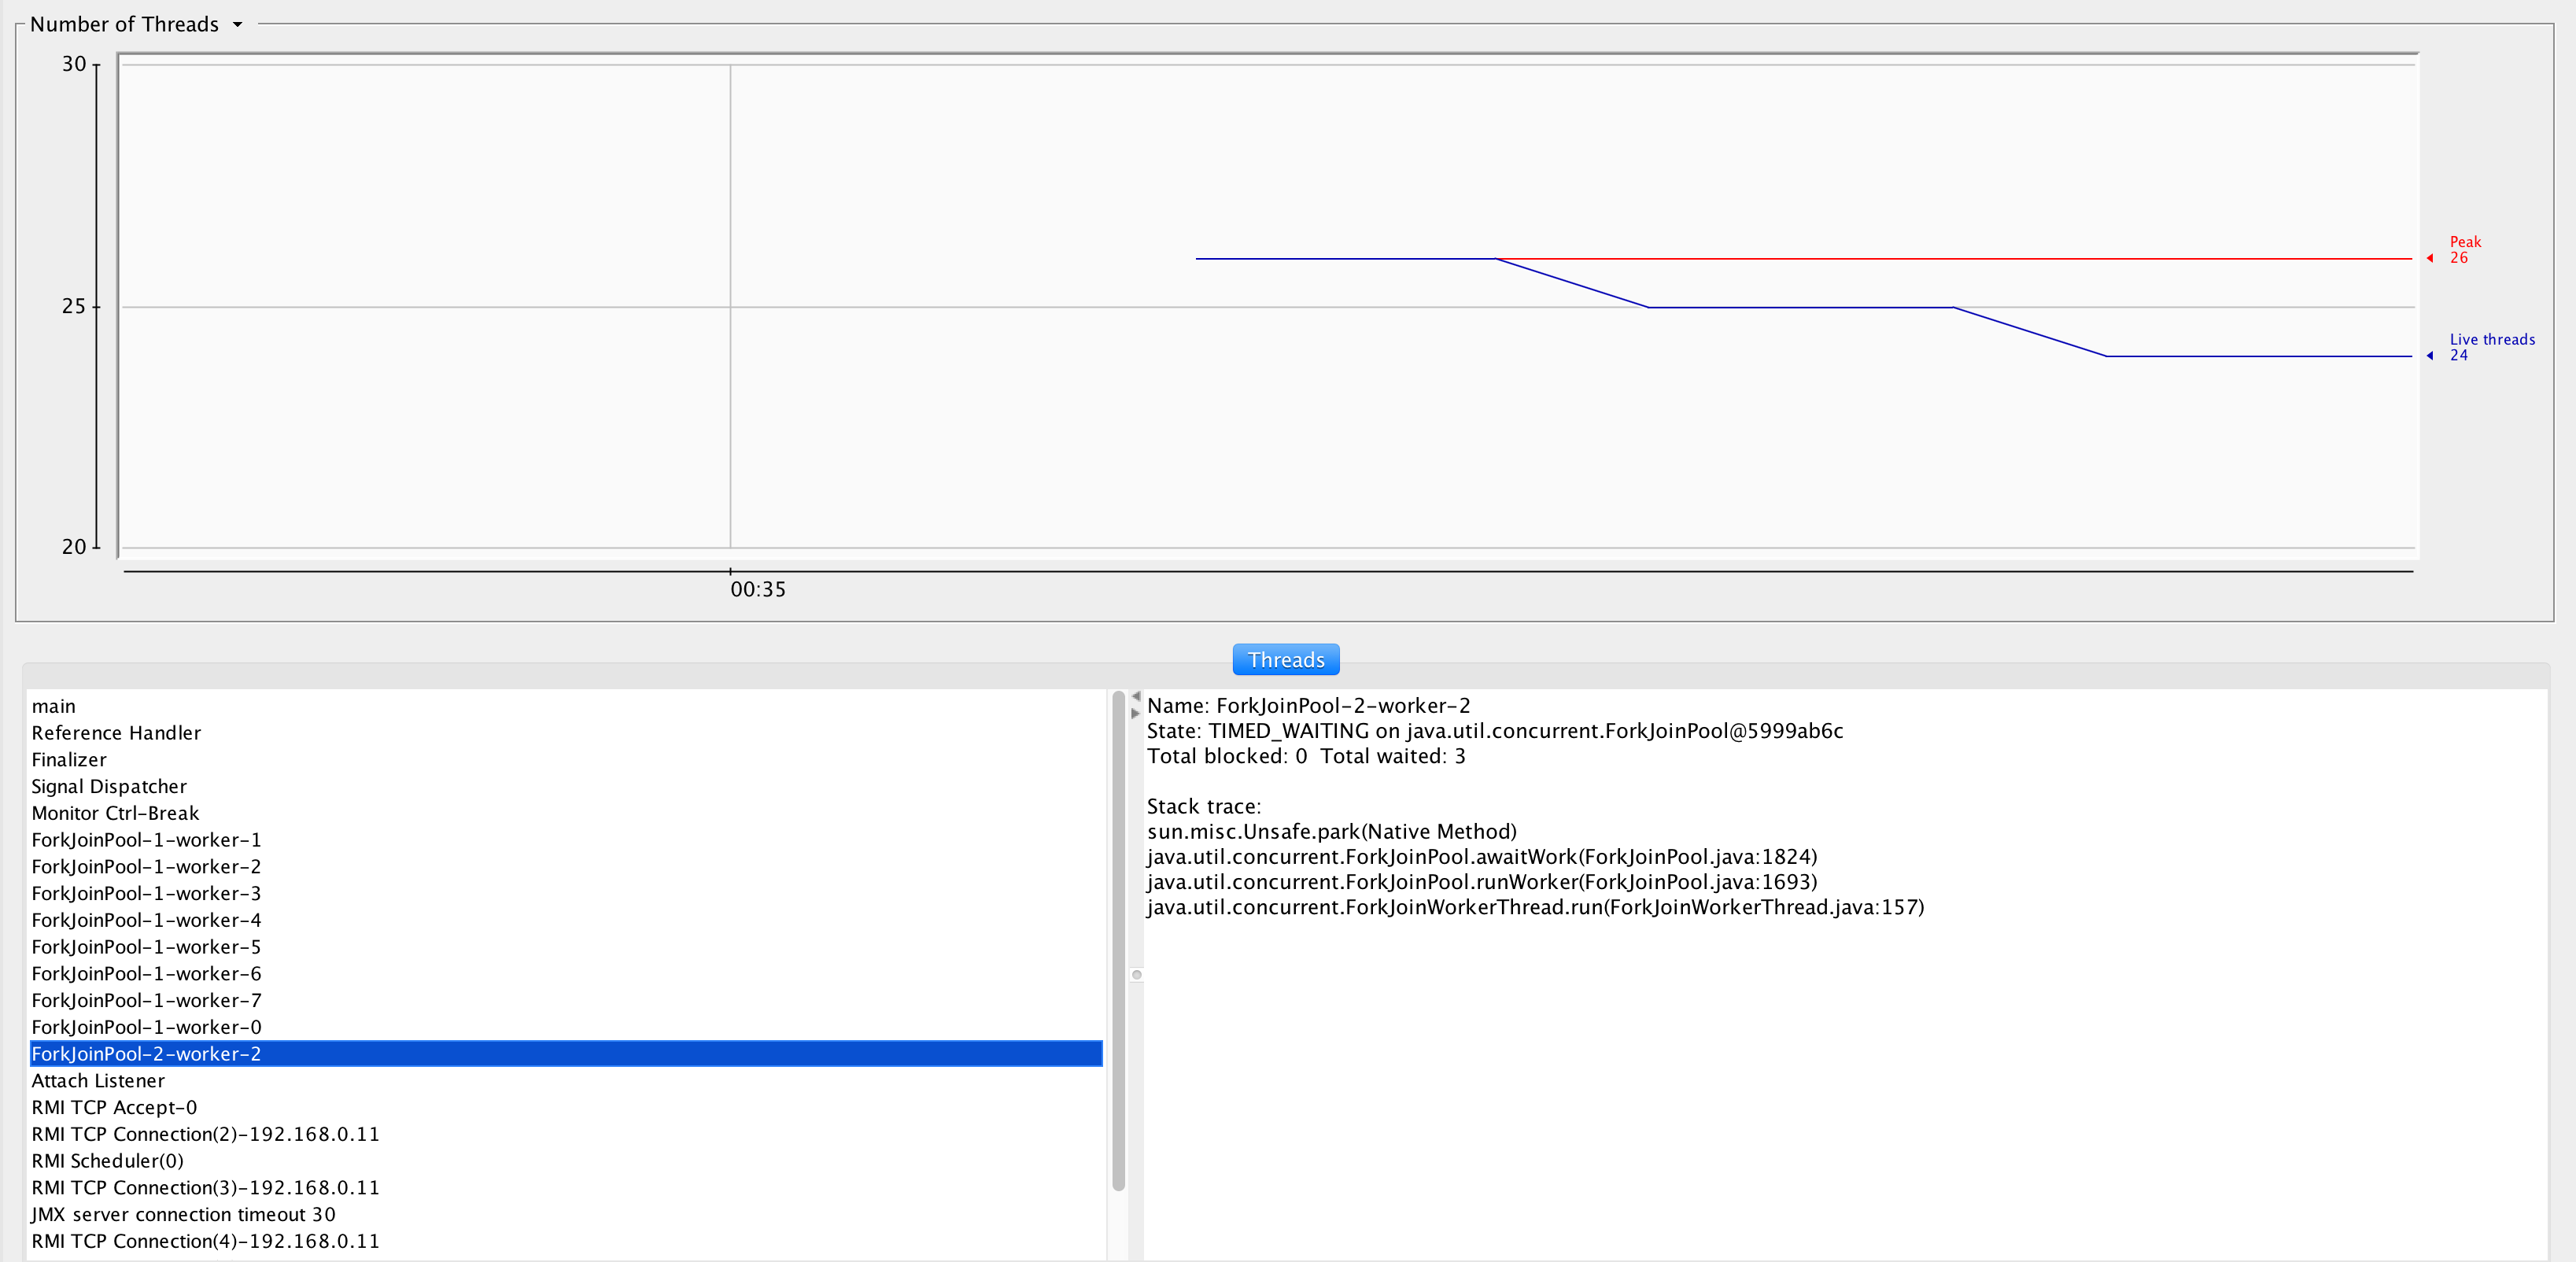 Number of Threads
30
25
20
00:35
Peak
26
Live threads
24
Threads
main
Reference Handler
Finalizer
Signal Dispatcher
Monitor Ctrl-Break
ForkJoinPool-1-worker-1
ForkJoinPool-1-worker-2
ForkJoinPool-1-worker-3
ForkJoinPool-1-worker-4
ForkJoinPool-1-worker-5
ForkJoinPool-1-worker-6
ForkJoinPool-1-worker-7
ForkJoinPool-1-worker-0
ForkJoinPool-2-worker-2
Attach Listener
RMI TCP Accept-0
RMI TCP Connection(2)-192.168.0.11
RMI Scheduler(0)
RMI TCP Connection(3)-192.168.0.11
JMX server connection timeout 30
RMI TCP Connection(4)-192.168.0.11
Name: ForkJoinPool-2-worker-2
State: TIMED_WAITING on java.util.concurrent.ForkJoinPool@5999ab6c
Total blocked: 0  Total waited: 3
Stack trace:
sun.misc.Unsafe.park(Native Method)
java.util.concurrent.ForkJoinPool.awaitWork(ForkJoinPool.java:1824)
java.util.concurrent.ForkJoinPool.runWorker(ForkJoinPool.java:1693)
java.util.concurrent.ForkJoinWorkerThread.run(ForkJoinWorkerThread.java:157)